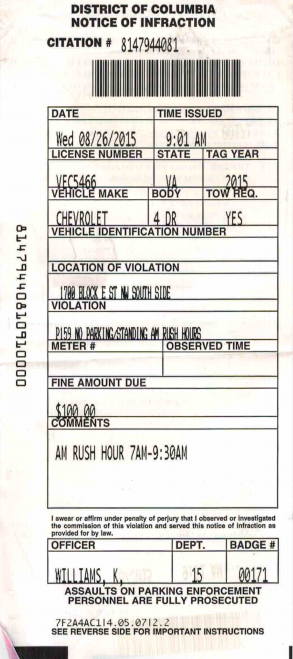 DISTRICT OF COLUMBIA
NOTICE OF INFRACTION
CITATION # 8147944081
DATE TIME ISSUED
Wed 08/26/2015 9:01 AM
LICENSE NUMBER STATE TAG YEAR
VFC5466 VA 2015
VEHICLE MAKE BODY TOW REQ.
CHEVROLET 4 DR YES
VEHICLE IDENTIFICATION NUMBER
LOCATION OF VIOLATION
1700 BLOCK E ST NW SOUTH SIDE
VIOLATION
P159 NO PARKING/STANDING AM RUSH HOURS
METER # OBSERVED TIME
FINE AMOUNT DUE
$100.00
COMMENTS
AM RUSH HOUR 7AM-9:30AM
I swear or affirm under penalty of perjury that I observed or investigated
the commission of this violation and served this notice of infraction as
provided for by law.
OFFICER DEPT. BADGE #
WILLIAMS, K, 15 00171
ASSAULTS ON PARKING ENFORCEMENT
PERSONNEL ARE FULLY PROSECUTED
7F2A4AC114.05.0712.2
SEE REVERSE SIDE FOR IMPORTANT INSTRUCTIONS